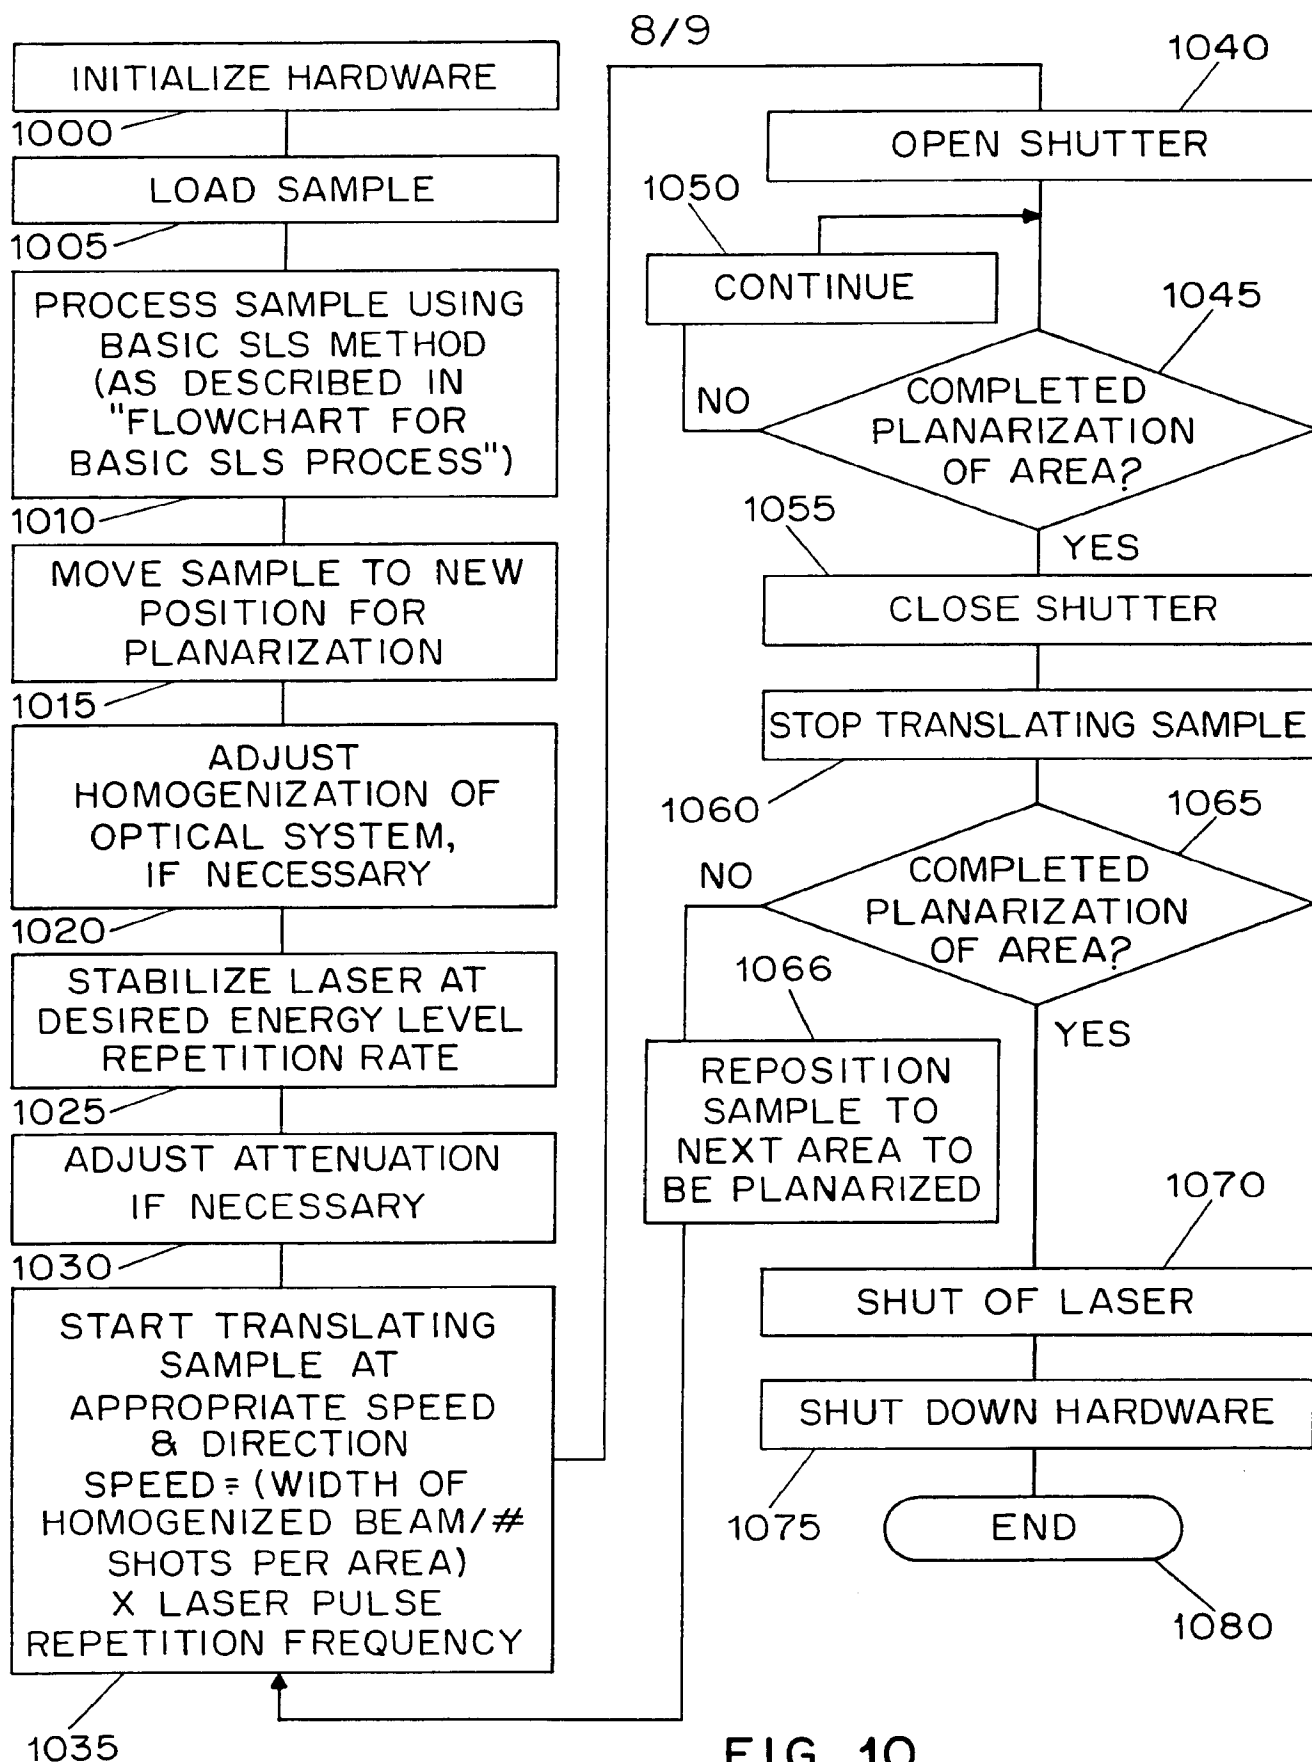 8/9
INITIALIZE HARDWARE
1000
LOAD SAMPLE
1005
PROCESS SAMPLE USING
BASIC SLS METHOD
(AS DESCRIBED IN
"FLOWCHART FOR
BASIC SLS PROCESS")
1010
MOVE SAMPLE TO NEW
POSITION FOR
PLANARIZATION
1015
ADJUST
HOMOGENIZATION OF
OPTICAL SYSTEM,
IF NECESSARY
1020
STABILIZE LASER AT
DESIRED ENERGY LEVEL
REPETITION RATE
1025
ADJUST ATTENUATION
IF NECESSARY
1030
START TRANSLATING
SAMPLE AT
APPROPRIATE SPEED
& DIRECTION
SPEED = (WIDTH OF
HOMOGENIZED BEAM/#
SHOTS PER AREA)
X LASER PULSE
REPETITION FREQUENCY
1035
1040
OPEN SHUTTER
1050
CONTINUE
1045
NO
COMPLETED
PLANARIZATION
OF AREA?
YES
1055
CLOSE SHUTTER
STOP TRANSLATING SAMPLE
1060
1065
NO
COMPLETED
PLANARIZATION
OF AREA?
YES
1066
REPOSITION
SAMPLE TO
NEXT AREA TO
BE PLANARIZED
1070
SHUT OF LASER
SHUT DOWN HARDWARE
1075
END
1080
FIG. 10